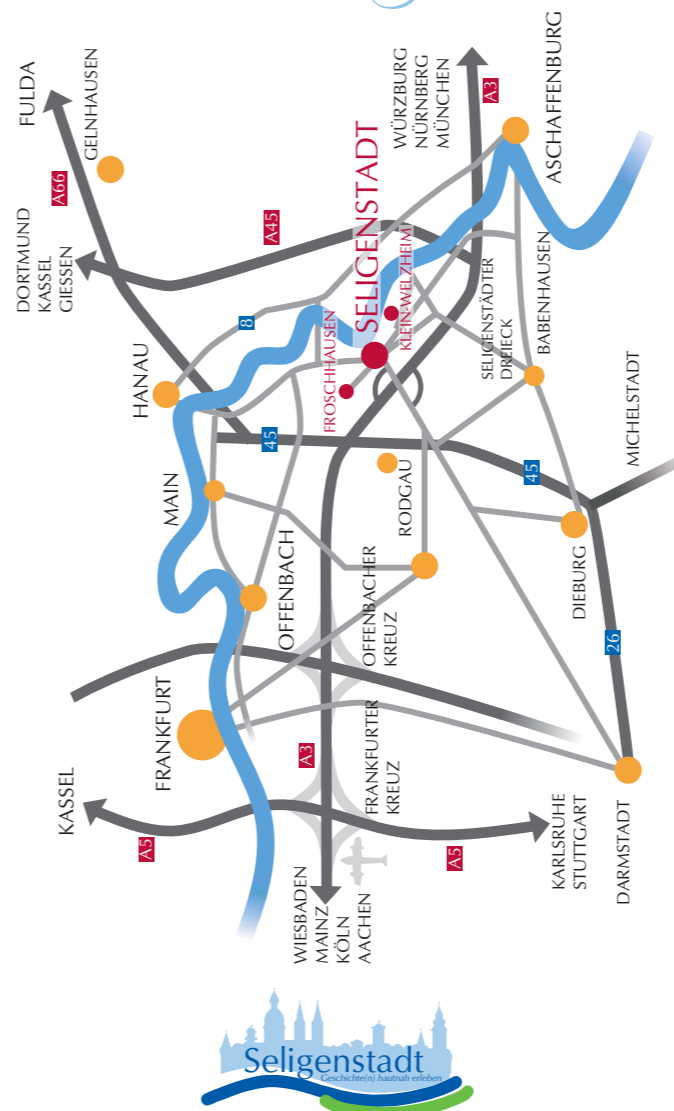 FULDA
GELNHAUSEN
A66
DORTMUND
KASSEL
GIESSEN
A45
WÜRZBURG
NÜRNBERG
MÜNCHEN
A3
ASCHAFFENBURG
8
HANAU
SELIGENSTADT
KLEIN-WELZHEIM
FROSCHHAUSEN
SELIGENSTÄDTER
DREIECK
BABENHAUSEN
45
MAIN
RODGAU
45
MICHELSTADT
OFFENBACH
OFFENBACHER
KREUZ
DIEBURG
26
FRANKFURT
A3
FRANKFURTER
KREUZ
KASSEL
A5
A5
KARLSRUHE
STUTTGART
DARMSTADT
WIESBADEN
MAINZ
KÖLN
AACHEN
Seligenstadt
Geschichte(n) hautnah erleben